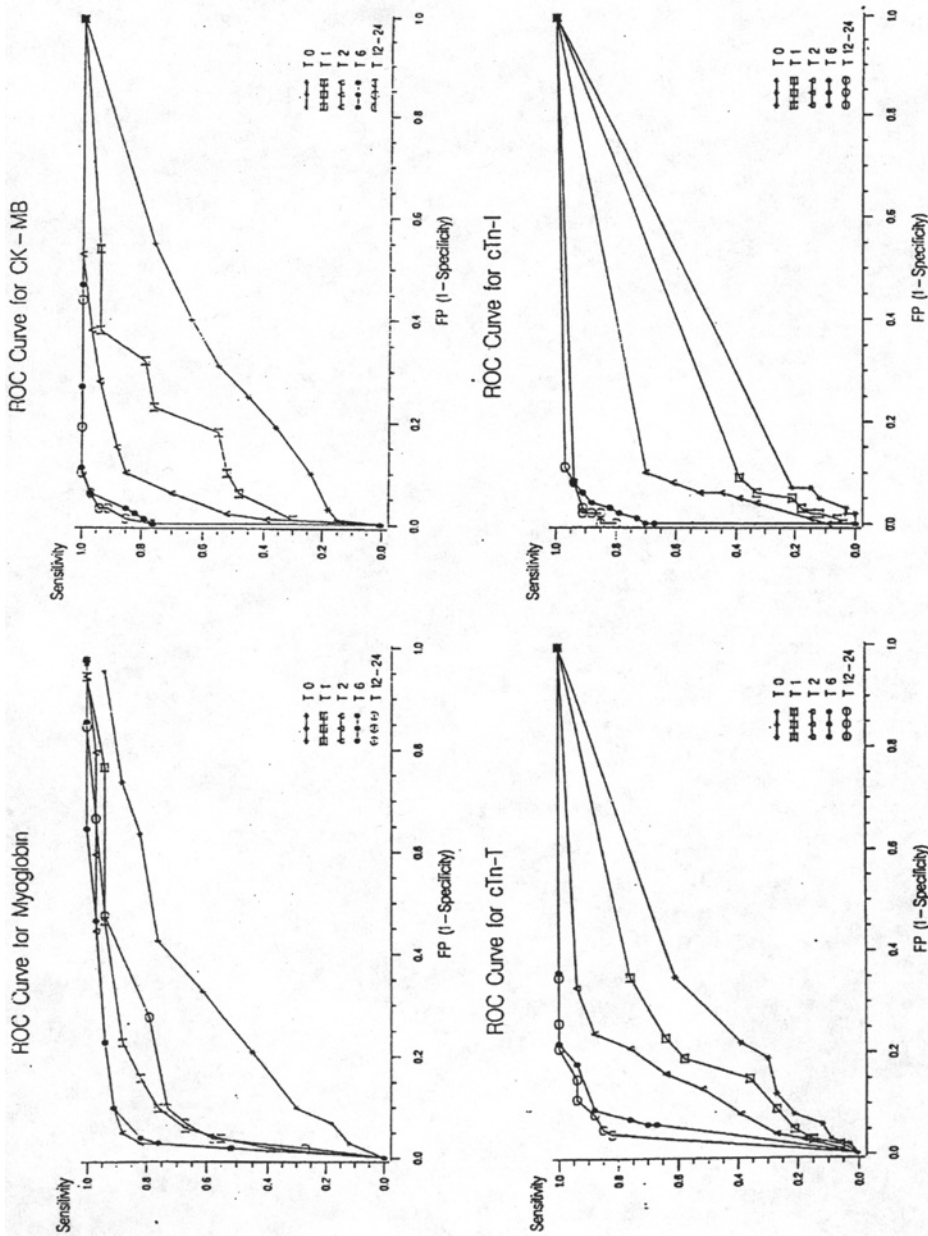 ROC Curve for Myoglobin
Sensitivity
1.0
0.8
0.6
0.4
0.2
0.0
0.0
0.2
0.4
0.6
0.8
1.0
FP (1-Specificity)
T 0
T 1
T 2
T 6
T 12-24
ROC Curve for CK-MB
Sensitivity
1.0
0.8
0.6
0.4
0.2
0.0
0.0
0.2
0.4
0.6
0.8
1.0
FP (1-Specificity)
T 0
T 1
T 2
T 6
T 12-24
ROC Curve for cTn-T
Sensitivity
1.0
0.8
0.6
0.4
0.2
0.0
0.0
0.2
0.4
0.6
0.8
1.0
FP (1-Specificity)
T 0
T 1
T 2
T 6
T 12-24
ROC Curve for cTn-I
Sensitivity
1.0
0.8
0.6
0.4
0.2
0.0
0.0
0.2
0.4
0.6
0.8
1.0
FP (1-Specificity)
T 0
T 1
T 2
T 6
T 12-24